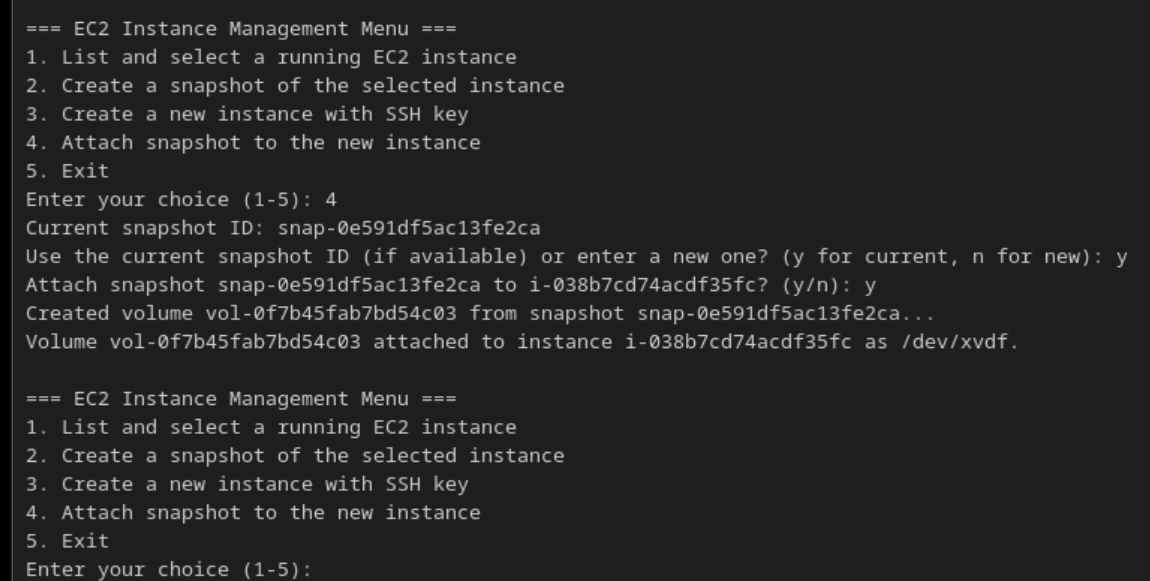 === EC2 Instance Management Menu ===
1. List and select a running EC2 instance
2. Create a snapshot of the selected instance
3. Create a new instance with SSH key
4. Attach snapshot to the new instance
5. Exit
Enter your choice (1-5): 4
Current snapshot ID: snap-0e591df5ac13fe2ca
Use the current snapshot ID (if available) or enter a new one? (y for current, n for new): y
Attach snapshot snap-0e591df5ac13fe2ca to i-038b7cd74acdf35fc? (y/n): y
Created volume vol-0f7b45fab7bd54c03 from snapshot snap-0e591df5ac13fe2ca...
Volume vol-0f7b45fab7bd54c03 attached to instance i-038b7cd74acdf35fc as /dev/xvdf.
=== EC2 Instance Management Menu ===
1. List and select a running EC2 instance
2. Create a snapshot of the selected instance
3. Create a new instance with SSH key
4. Attach snapshot to the new instance
5. Exit
Enter your choice (1-5):